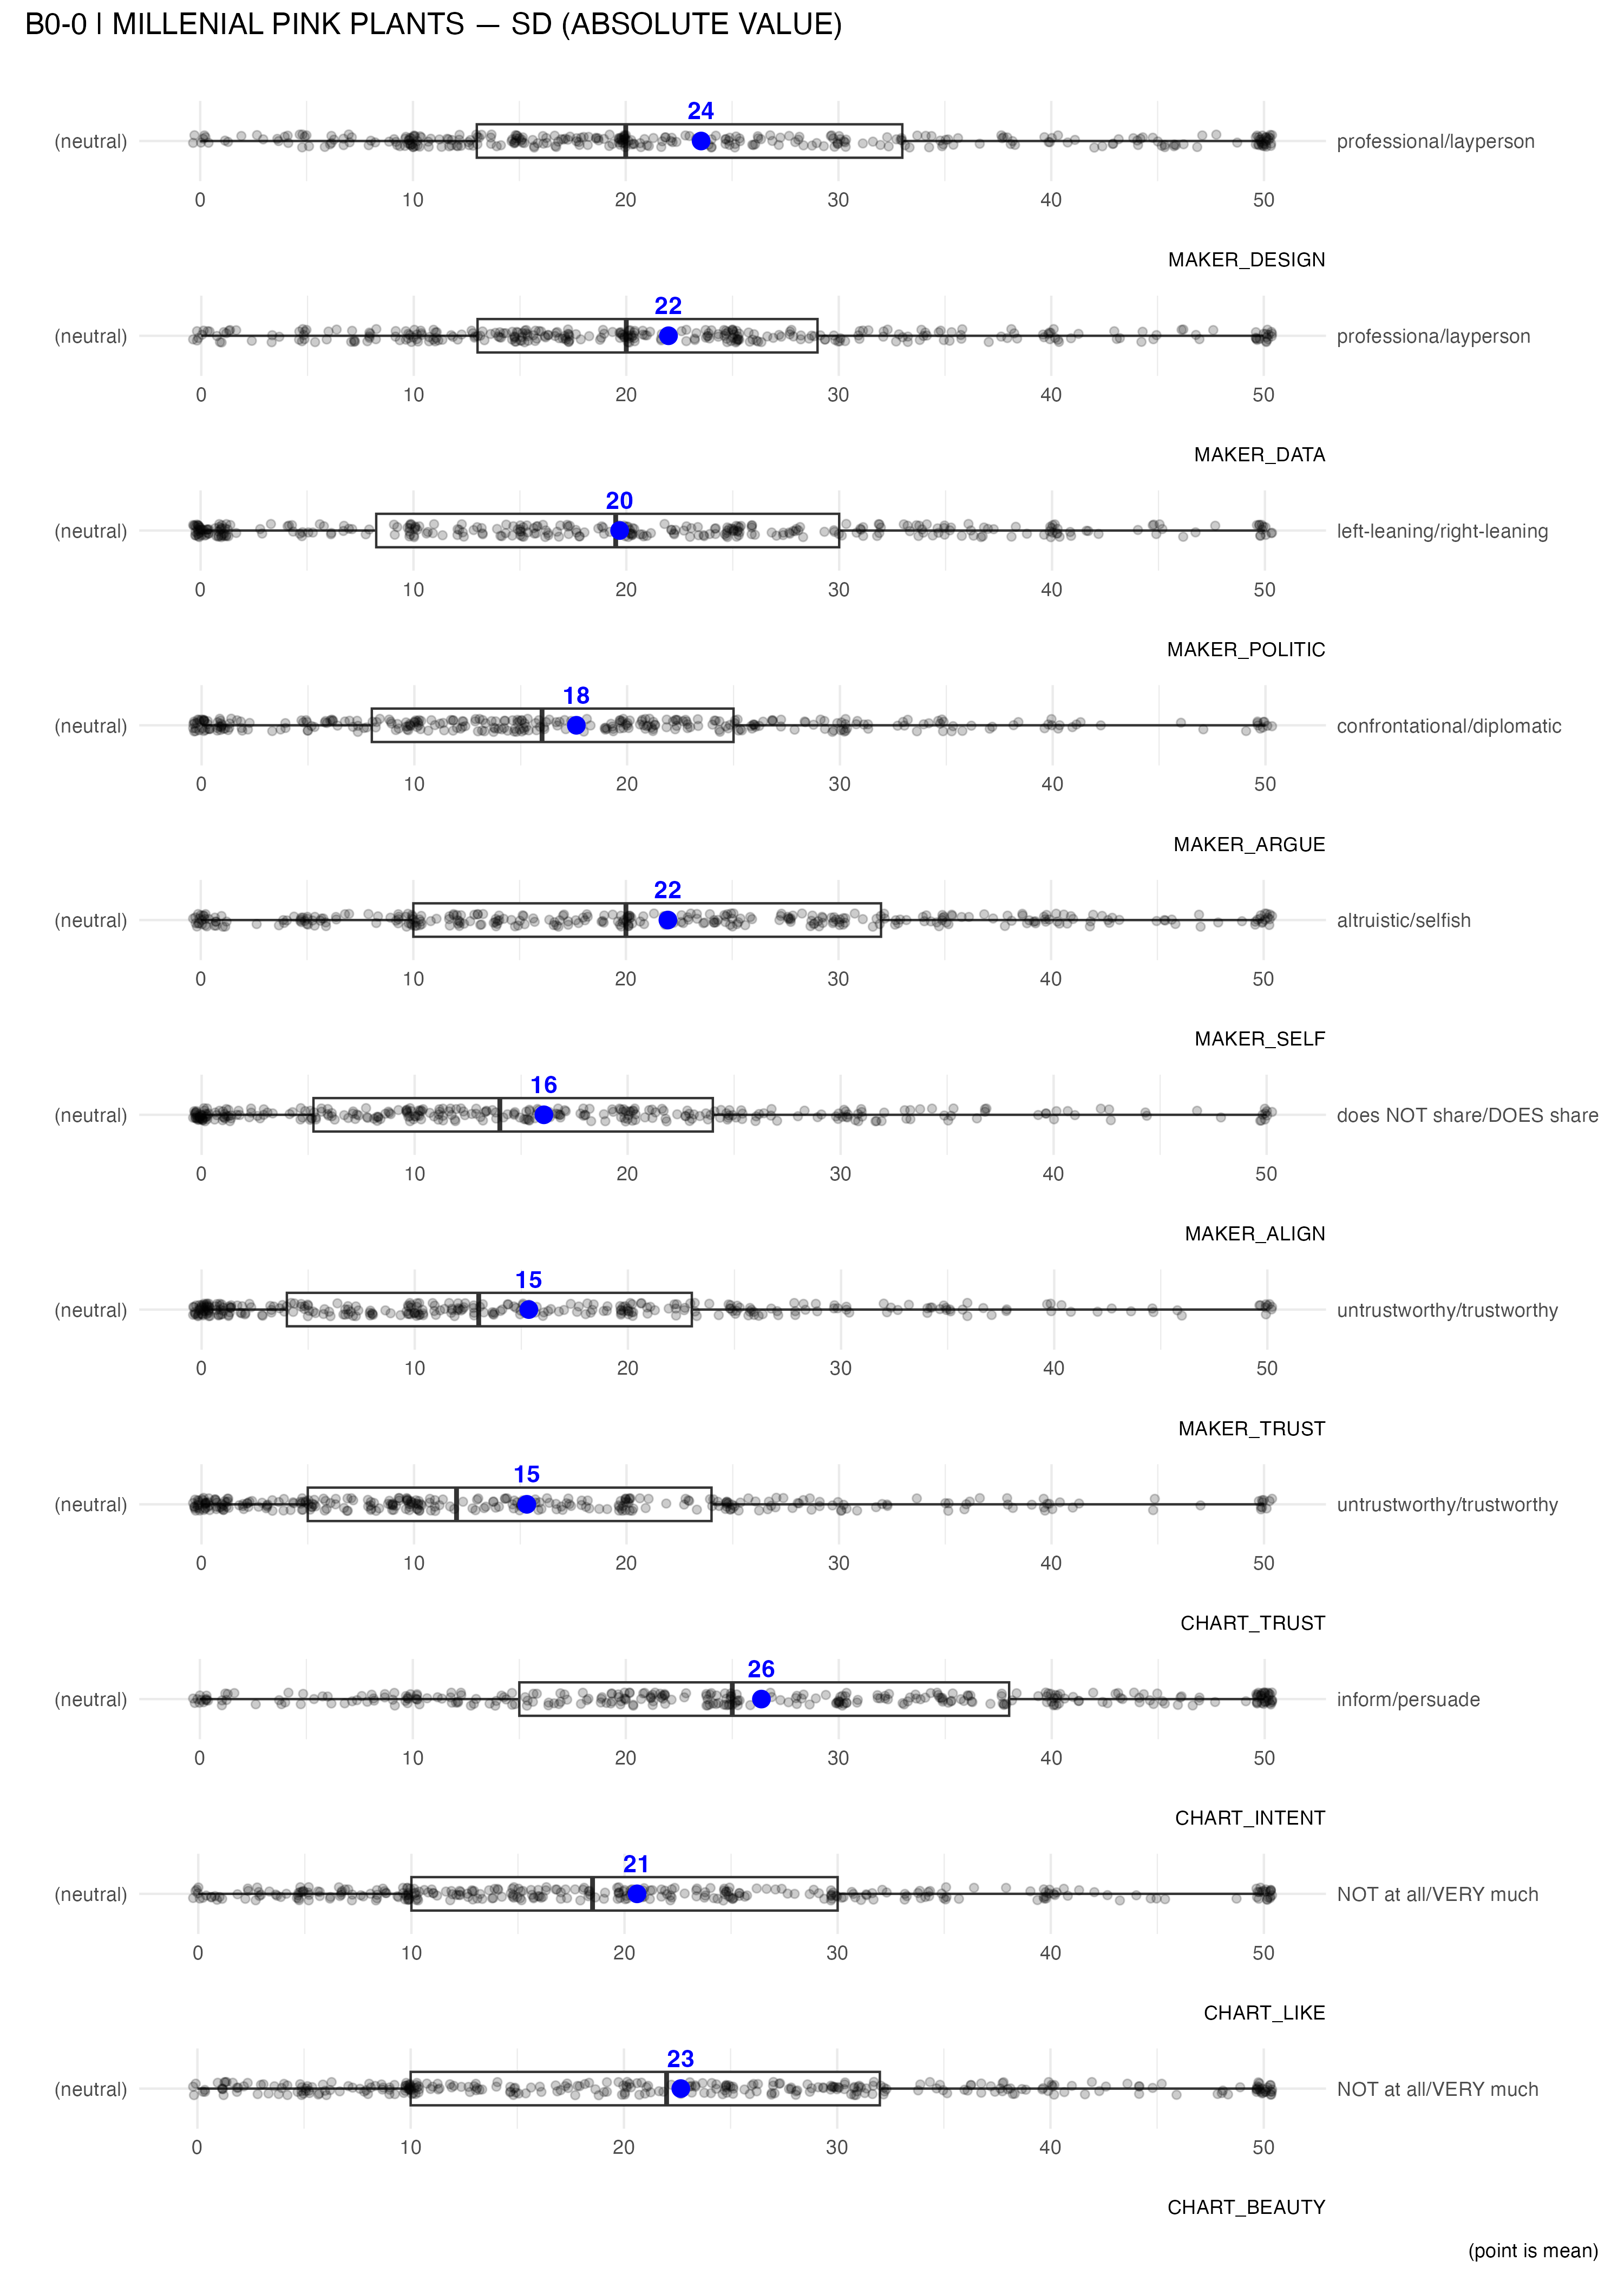 B0-0 | MILLENIAL PINK PLANTS — SD (ABSOLUTE VALUE)
24
(neutral) professional/layperson
0 10 20 30 40 50
MAKER_DESIGN
22
(neutral) professiona/layperson
0 10 20 30 40 50
MAKER_DATA
20
(neutral) left-leaning/right-leaning
0 10 20 30 40 50
MAKER_POLITIC
18
(neutral) confrontational/diplomatic
0 10 20 30 40 50
MAKER_ARGUE
22
(neutral) altruistic/selfish
0 10 20 30 40 50
MAKER_SELF
16
(neutral) does NOT share/DOES share
0 10 20 30 40 50
MAKER_ALIGN
15
(neutral) untrustworthy/trustworthy
0 10 20 30 40 50
MAKER_TRUST
15
(neutral) untrustworthy/trustworthy
0 10 20 30 40 50
CHART_TRUST
26
(neutral) inform/persuade
0 10 20 30 40 50
CHART_INTENT
21
(neutral) NOT at all/VERY much
0 10 20 30 40 50
CHART_LIKE
23
(neutral) NOT at all/VERY much
0 10 20 30 40 50
CHART_BEAUTY
(point is mean)